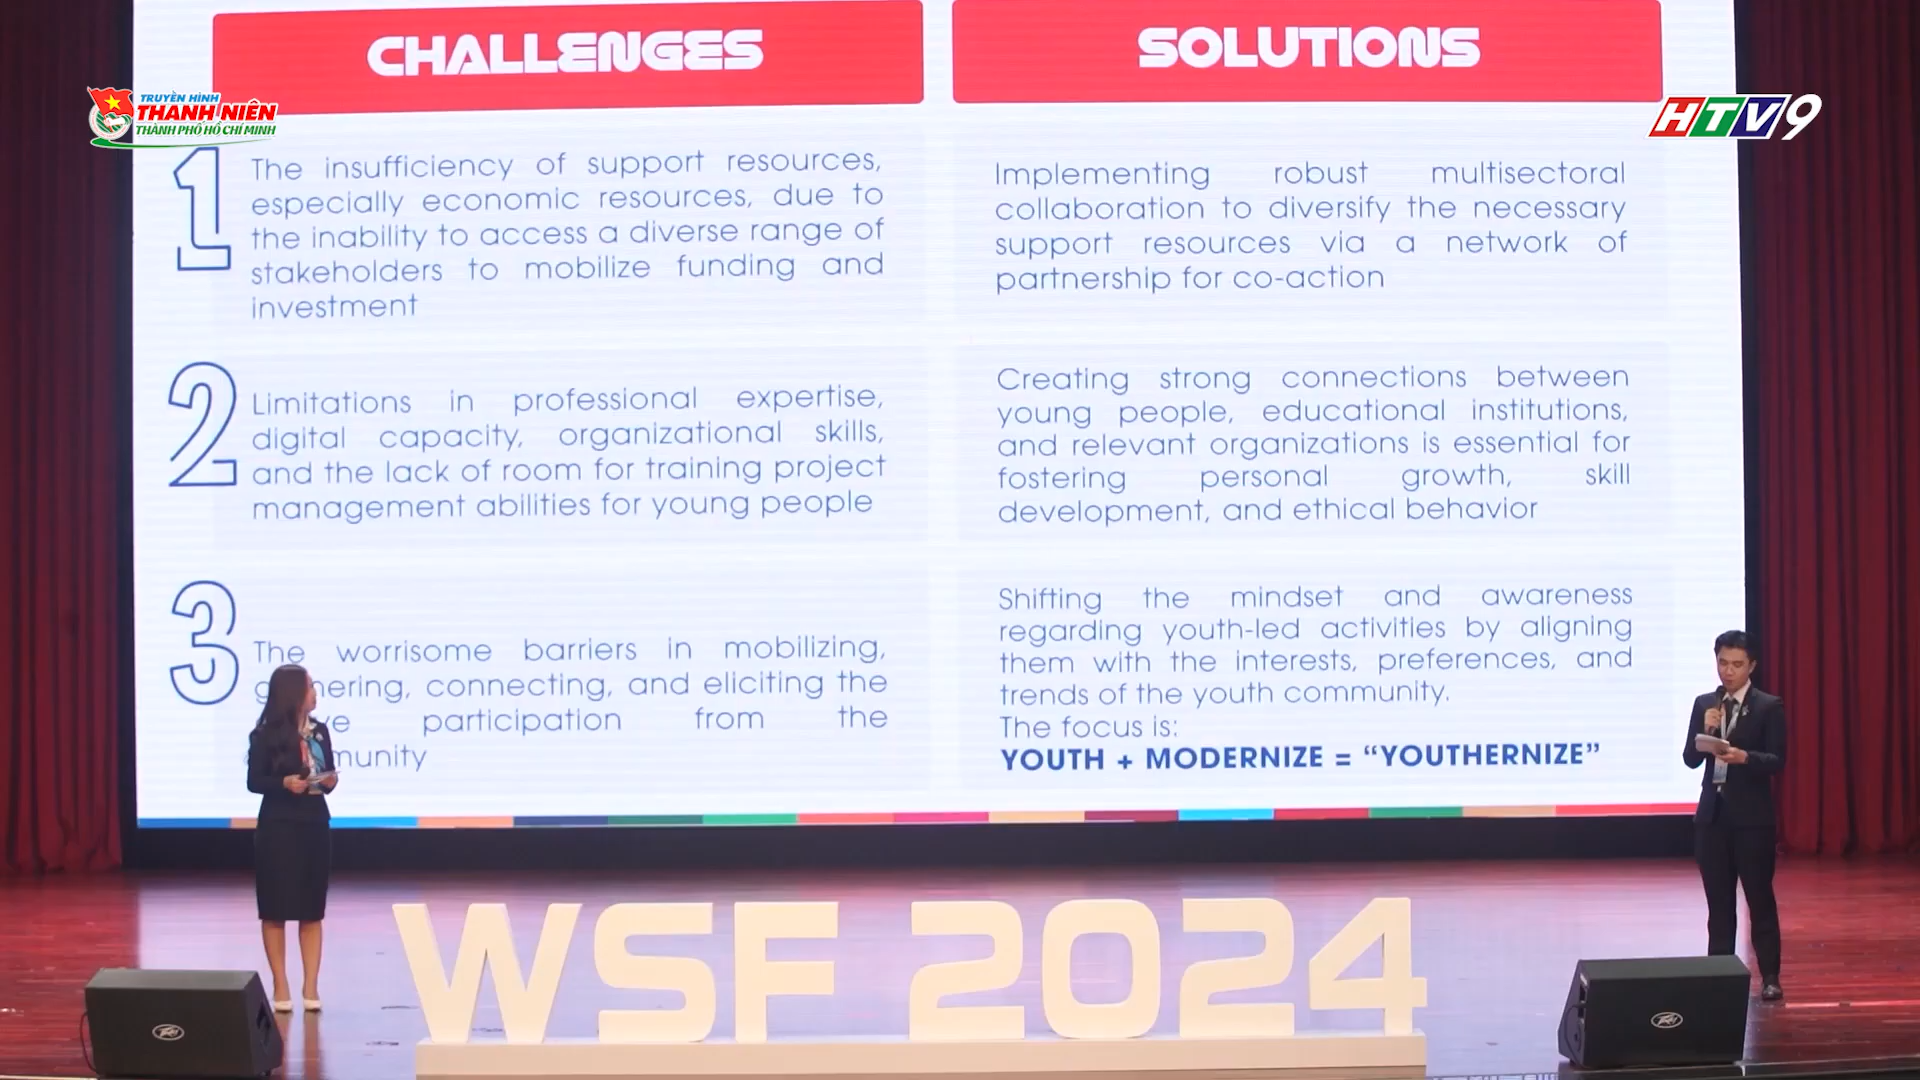 CHALLENGES
SOLUTIONS
TRUYỀN HÌNH
THANH NIÊN
THÀNH PHỐ HỒ CHÍ MINH
HTV9
1
The insufficiency of support resources,
especially economic resources, due to
the inability to access a diverse range of
stakeholders to mobilize funding and
investment
Implementing robust multisectoral
collaboration to diversify the necessary
support resources via a network of
partnership for co-action
2
Limitations in professional expertise,
digital capacity, organizational skills,
and the lack of room for training project
management abilities for young people
Creating strong connections between
young people, educational institutions,
and relevant organizations is essential for
fostering personal growth, skill
development, and ethical behavior
3
The worrisome barriers in mobilizing,
connecting, and eliciting the
participation from the
Shifting the mindset and awareness
regarding youth-led activities by aligning
them with the interests, preferences, and
trends of the youth community.
The focus is:
YOUTH + MODERNIZE = “YOUTHERNIZE”
WSF 2024